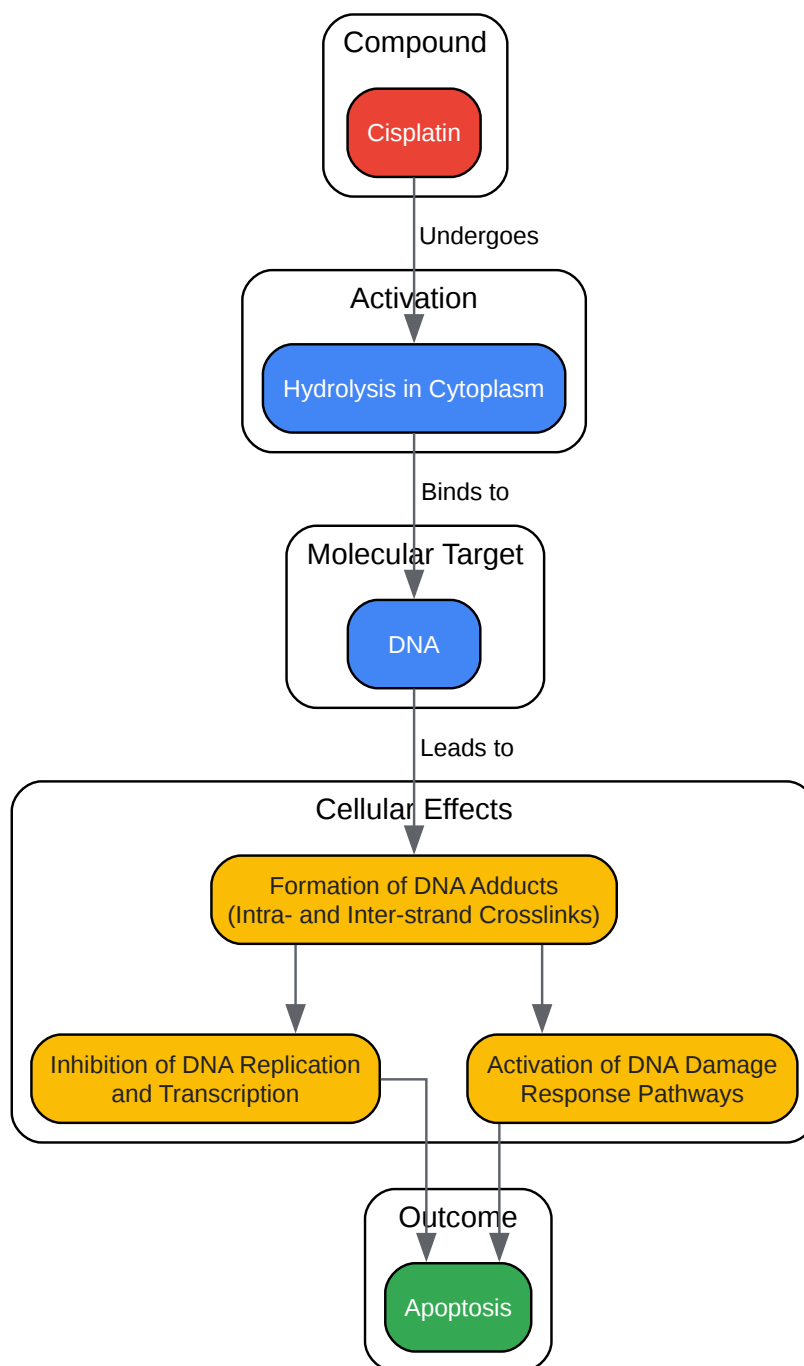 Compound
Cisplatin
Undergoes
Activation
Hydrolysis in Cytoplasm
Binds to
Molecular Target
DNA
Leads to
Cellular Effects
Formation of DNA Adducts
(Intra- and Inter-strand Crosslinks)
Inhibition of DNA Replication
and Transcription
Activation of DNA Damage
Response Pathways
Outcome
Apoptosis